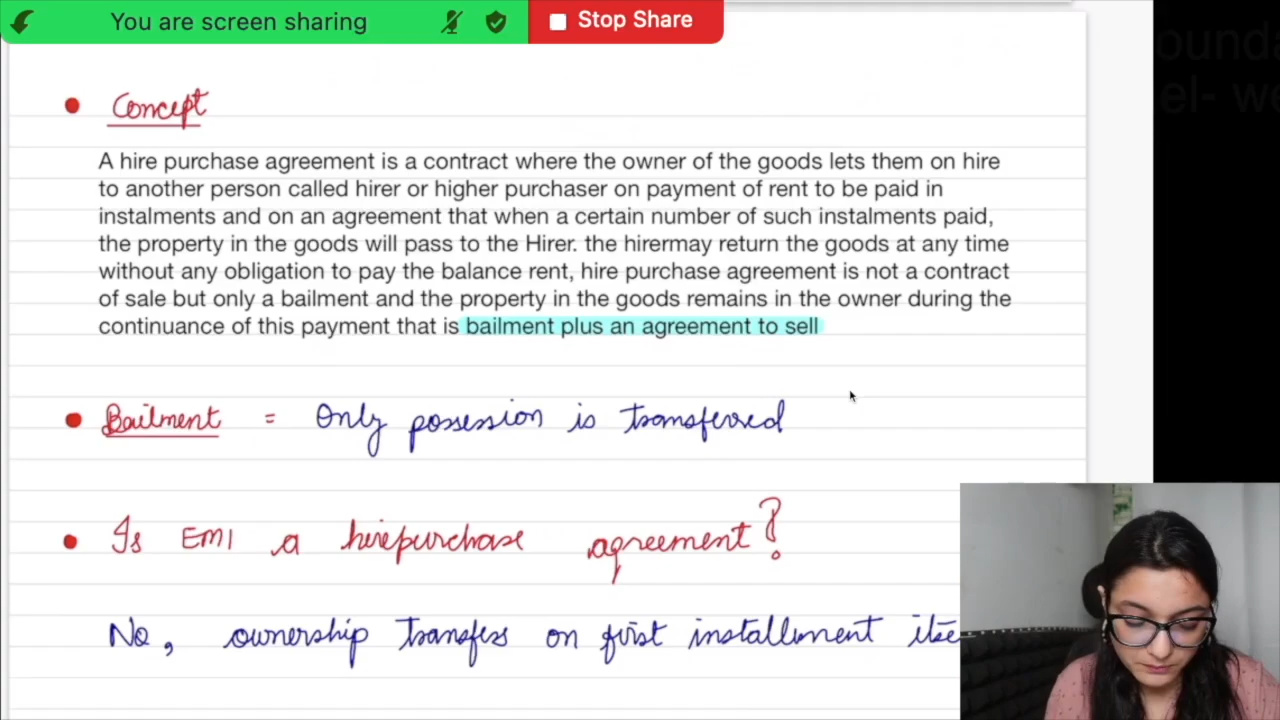 You are screen sharing
Stop Share
Concept
A hire purchase agreement is a contract where the owner of the goods lets them on hire
to another person called hirer or higher purchaser on payment of rent to be paid in
instalments and on an agreement that when a certain number of such instalments paid,
the property in the goods will pass to the Hirer. the hirermay return the goods at any time
without any obligation to pay the balance rent, hire purchase agreement is not a contract
of sale but only a bailment and the property in the goods remains in the owner during the
continuance of this payment that is bailment plus an agreement to sell
Bailment = Only possession is transferred
Is EMI a hirepurchase agreement?
No, ownership transfers on first installment